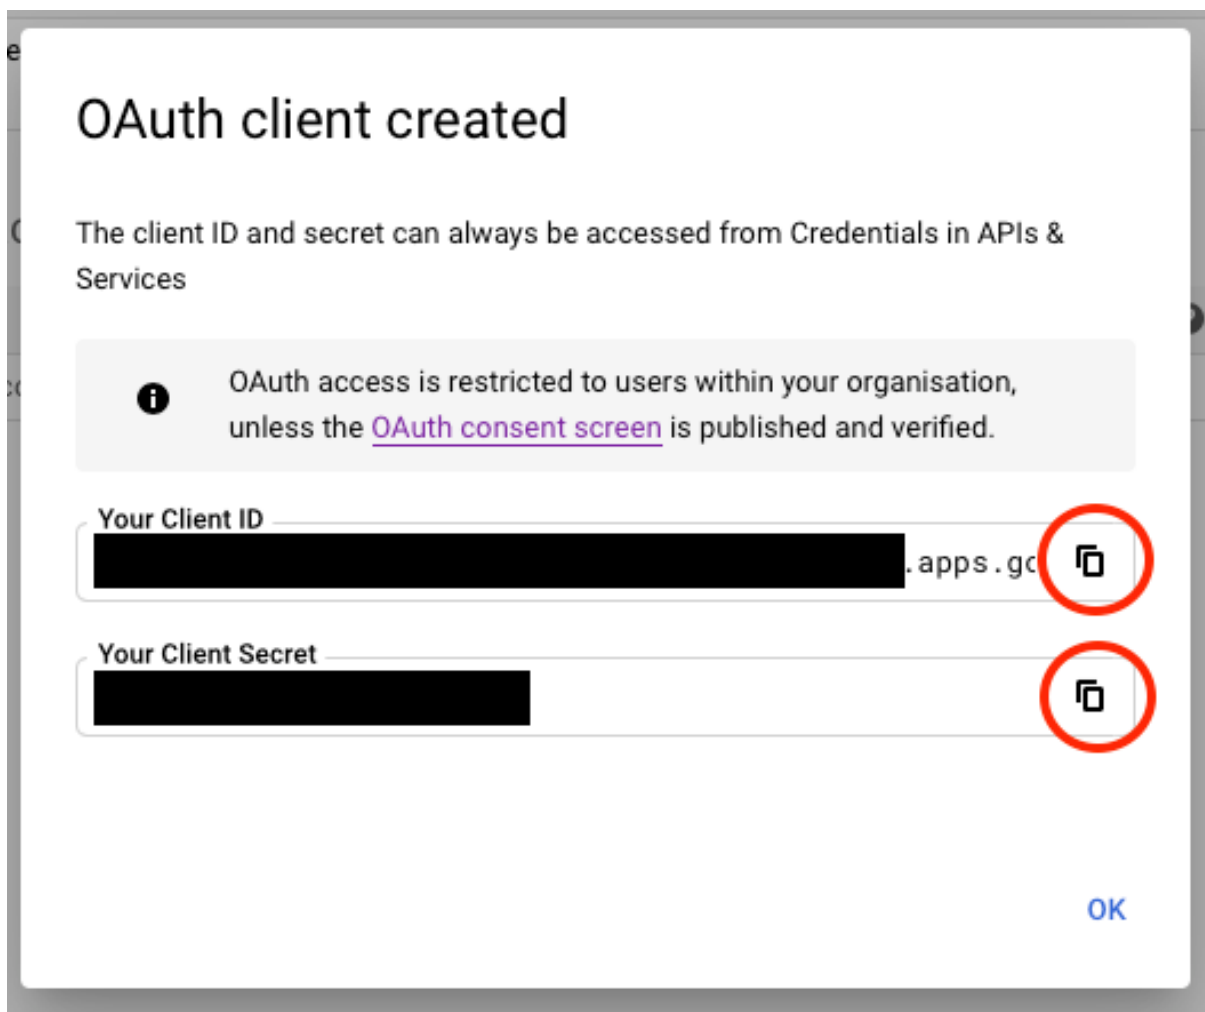 OAuth client created
The client ID and secret can always be accessed from Credentials in APIs &
Services
OAuth access is restricted to users within your organisation,
unless the OAuth consent screen is published and verified.
Your Client ID
.apps.go
Your Client Secret
OK